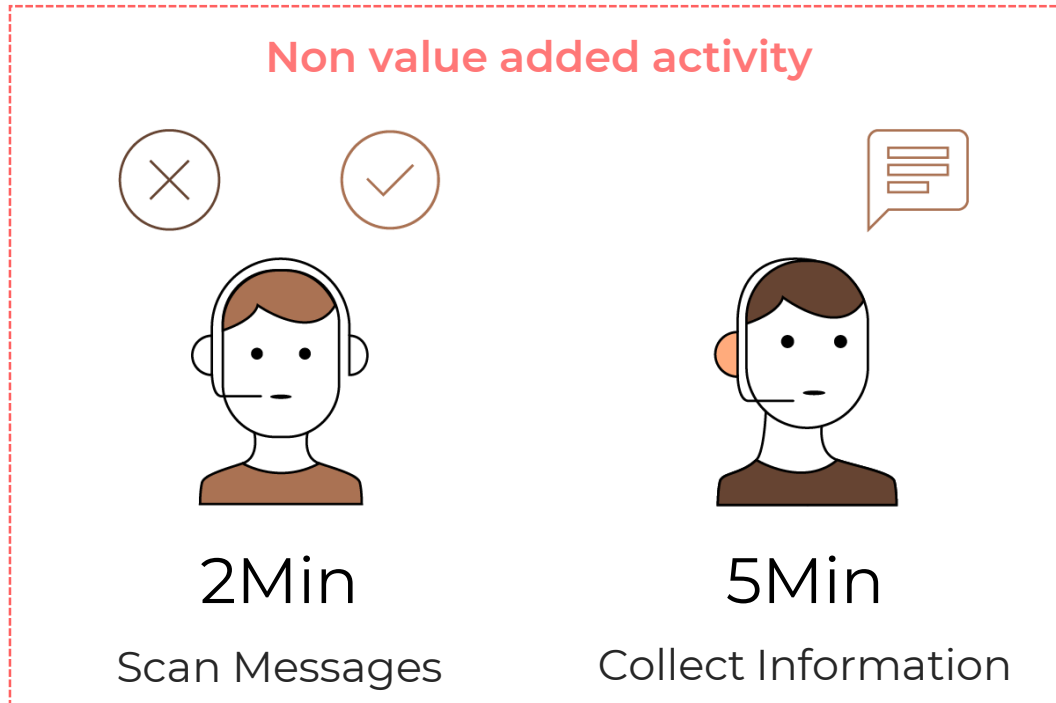 Non value added activity
2Min
Scan Messages
5Min
Collect Information